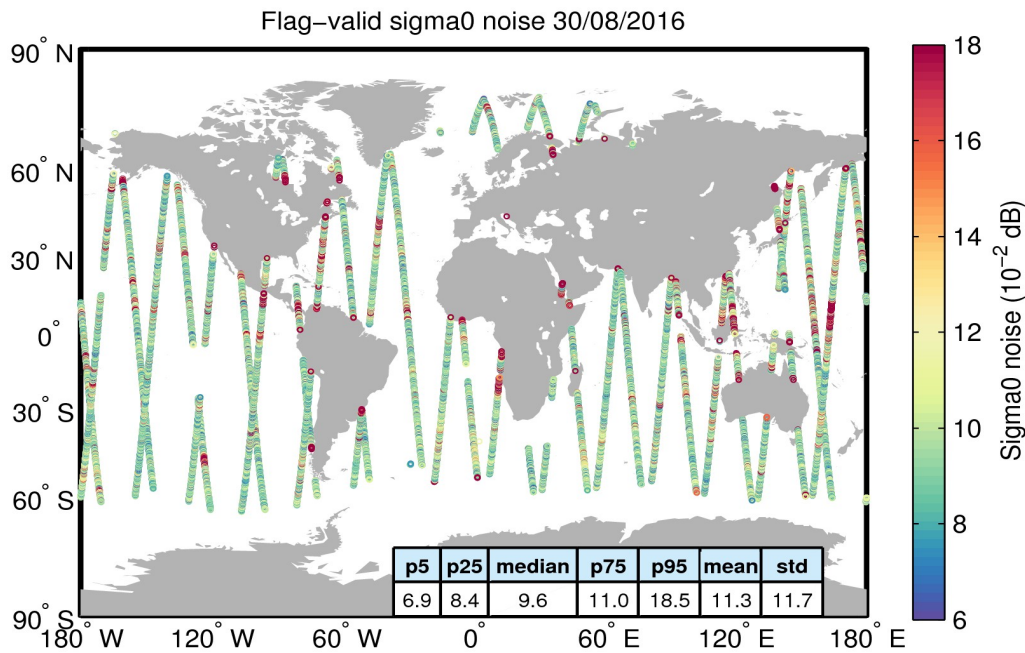 Flag−valid sigma0 noise 30/08/2016
90° N
60° N
30° N
0°
30° S
60° S
90° S
180° W
120° W
60° W
0°
60° E
120° E
180° E
p5 p25 median p75 p95 mean std
6.9 8.4 9.6 11.0 18.5 11.3 11.7
18
16
14
12
10
8
6
Sigma0 noise (10⁻² dB)